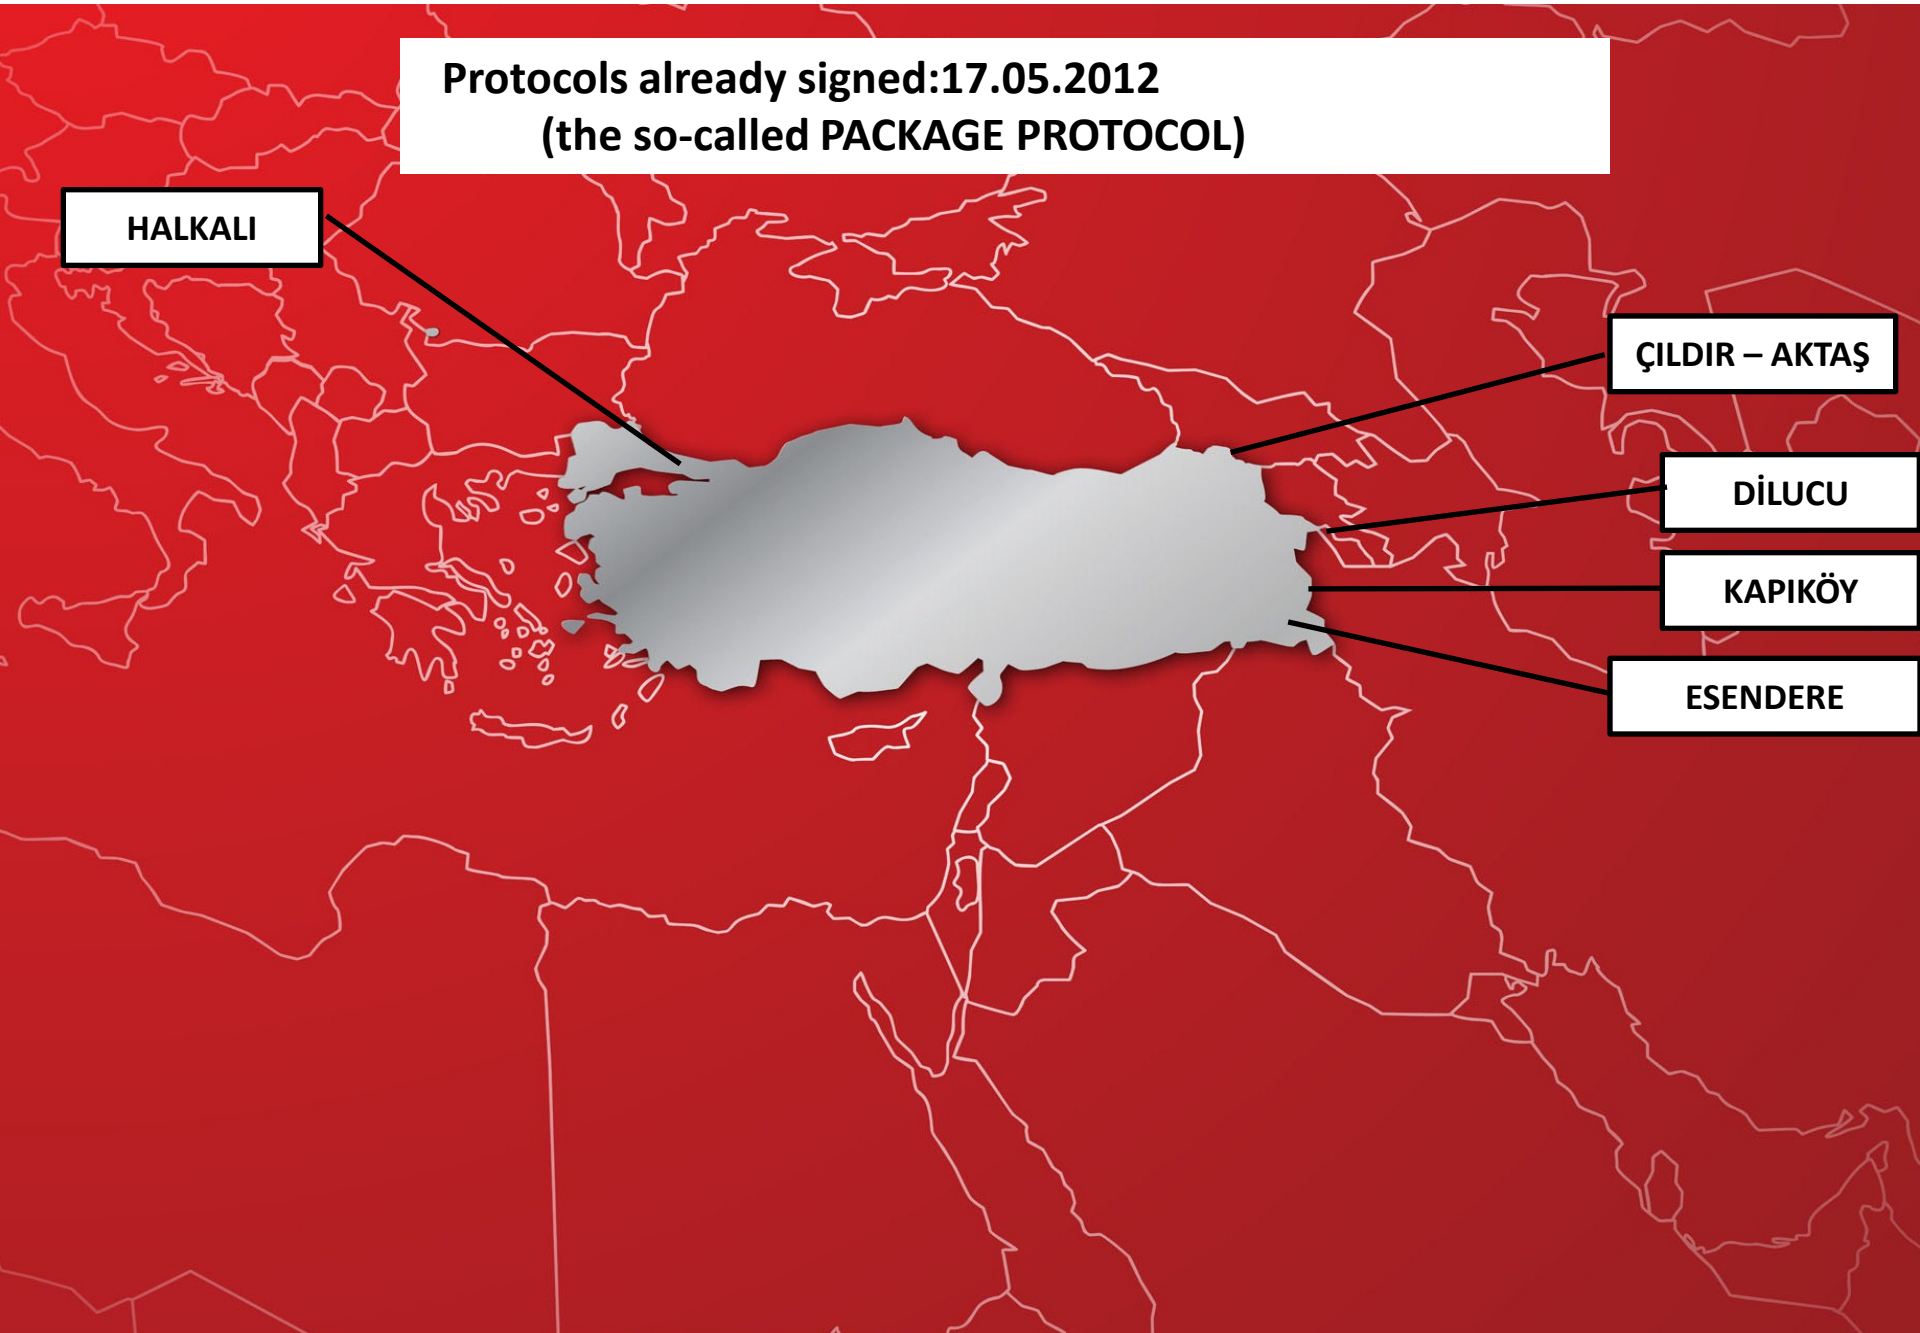 Protocols already signed:17.05.2012
(the so-called PACKAGE PROTOCOL)
HALKALI
ÇILDIR – AKTAŞ
DİLUCU
KAPIKÖY
ESENDERE